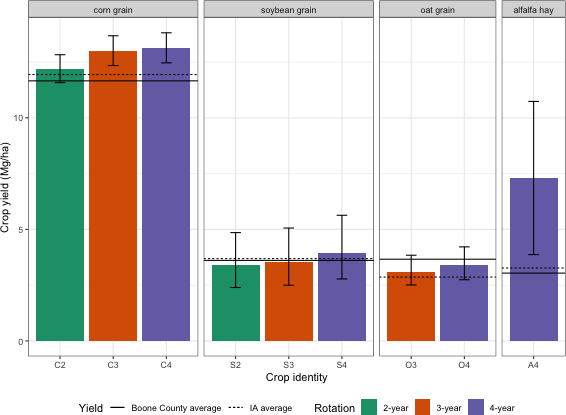 corn grain soybean grain oat grain alfalfa hay
Crop yield (Mg/ha)
10
5
0
C2 C3 C4 S2 S3 S4 O3 O4 A4
Crop identity
Yield Boone County average IA average Rotation 2-year 3-year 4-year